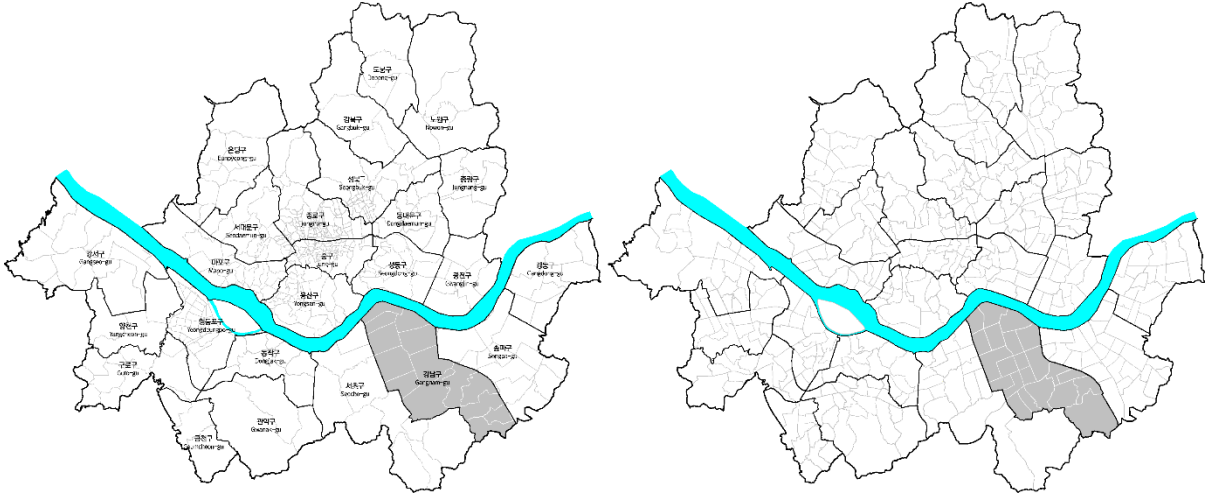 도봉구
Dobong-gu
강북구
Gangbuk-gu
노원구
Nowon-gu
은평구
Eunpyeong-gu
성북구
Seongbuk-gu
중랑구
Jungnang-gu
종로구
Jongno-gu
동대문구
Dongdaemun-gu
서대문구
Seodaemun-gu
강서구
Gangseo-gu
마포구
Mapo-gu
중구
Jung-gu
성동구
Seongdong-gu
광진구
Gwangjin-gu
강동구
Gangdong-gu
용산구
Yongsan-gu
양천구
Yangcheon-gu
영등포구
Yeongdeungpo-gu
동작구
Dongjak-gu
송파구
Songpa-gu
구로구
Guro-gu
서초구
Seocho-gu
강남구
Gangnam-gu
관악구
Gwanak-gu
금천구
Geumcheon-gu